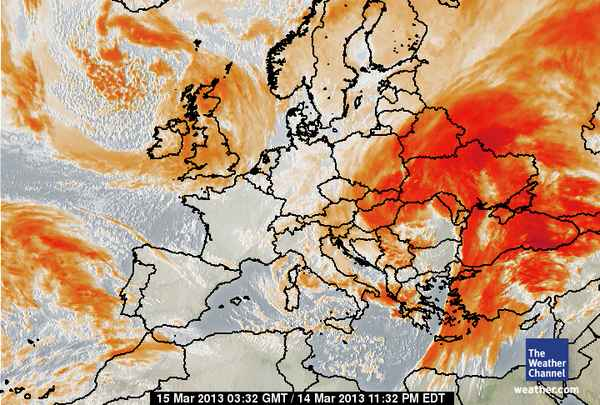 The
Weather
Channel
weather.com
15 Mar 2013 03:32 GMT / 14 Mar 2013 11:32 PM EDT